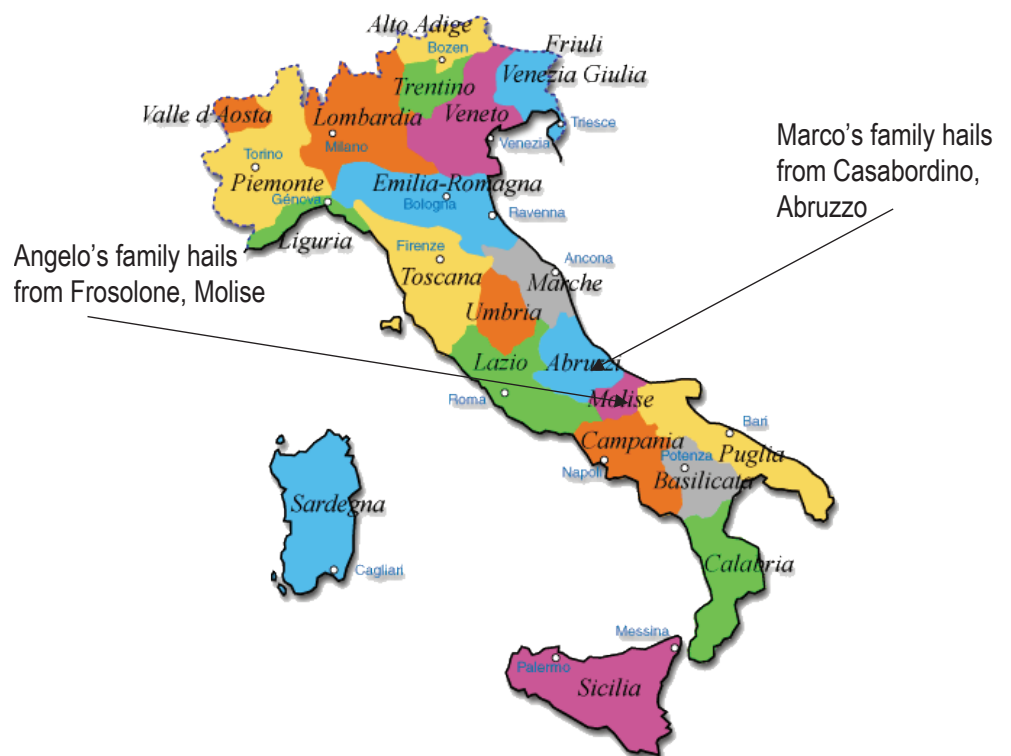 Alto Adige
Bozen
Friuli
Venezia Giulia
Trentino
Valle d'Aosta
Lombardia
Veneto
Triesce
Venezia
Milano
Torino
Piemonte
Emilia-Romagna
Génova
Bologna
Ravenna
Liguria
Firenze
Toscana
Ancona
Marche
Umbria
Marco's family hails
from Casabordino,
Abruzzo
Angelo's family hails
from Frosolone, Molise
Lazio
Abruzzi
Roma
Molise
Bari
Campania
Puglia
Potenza
Napoli
Basilicata
Sardegna
Cagliari
Calabria
Messina
Palermo
Sicilia